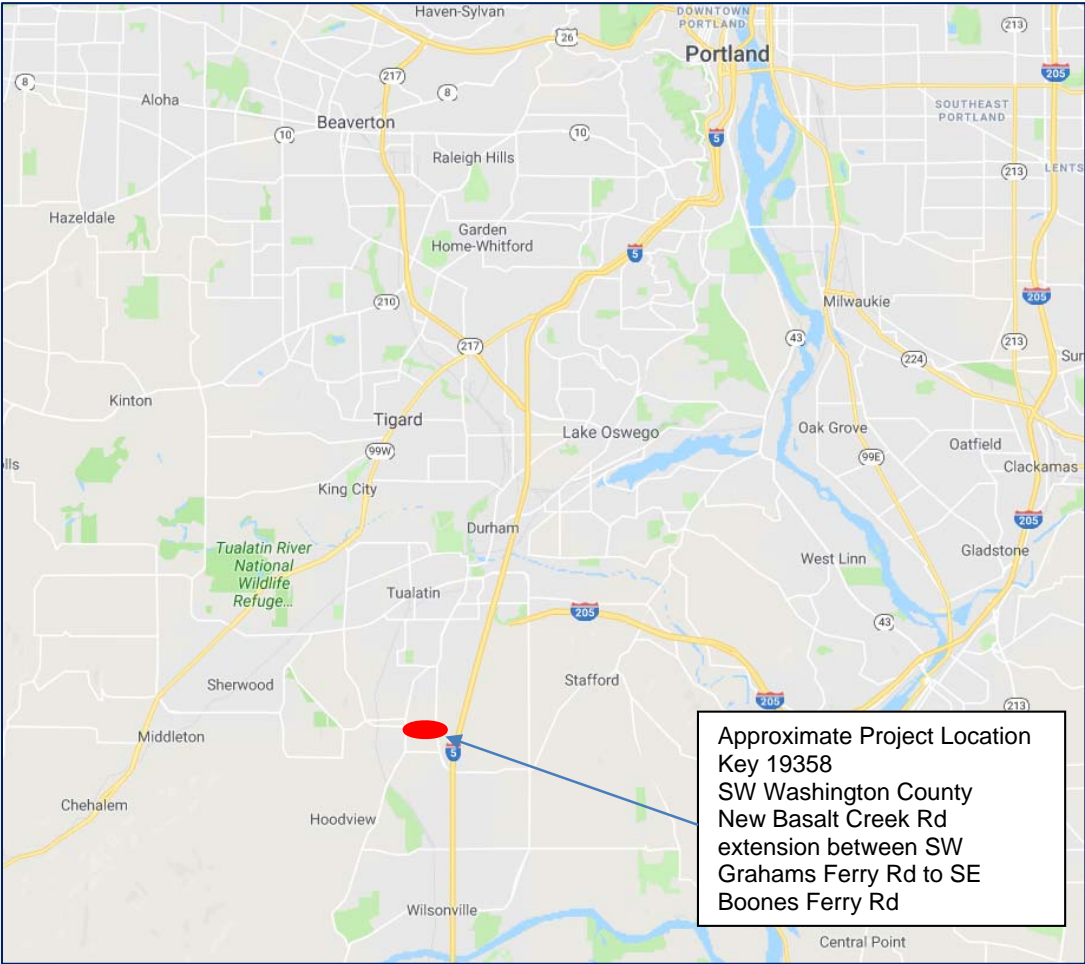 Haven-Sylvan
DOWNTOWN
PORTLAND
213
26
Portland
217
205
8
8
Aloha
SOUTHEAST
PORTLAND
Beaverton
10
10
5
Raleigh Hills
213
LENTS
Hazeldale
Garden
Home-Whitford
5
210
205
Milwaukie
43
213
217
224
Sun
Kinton
Tigard
Lake Oswego
Oak Grove
99W
Oatfield
99E
lls
Clackamas
King City
205
Durham
Tualatin River
National
Wildlife
Refuge...
West Linn
Gladstone
Tualatin
205
43
Stafford
Sherwood
205
213
Middleton
5
Approximate Project Location
Key 19358
SW Washington County
New Basalt Creek Rd
extension between SW
Grahams Ferry Rd to SE
Boones Ferry Rd
Chehalem
Hoodview
Wilsonville
Central Point